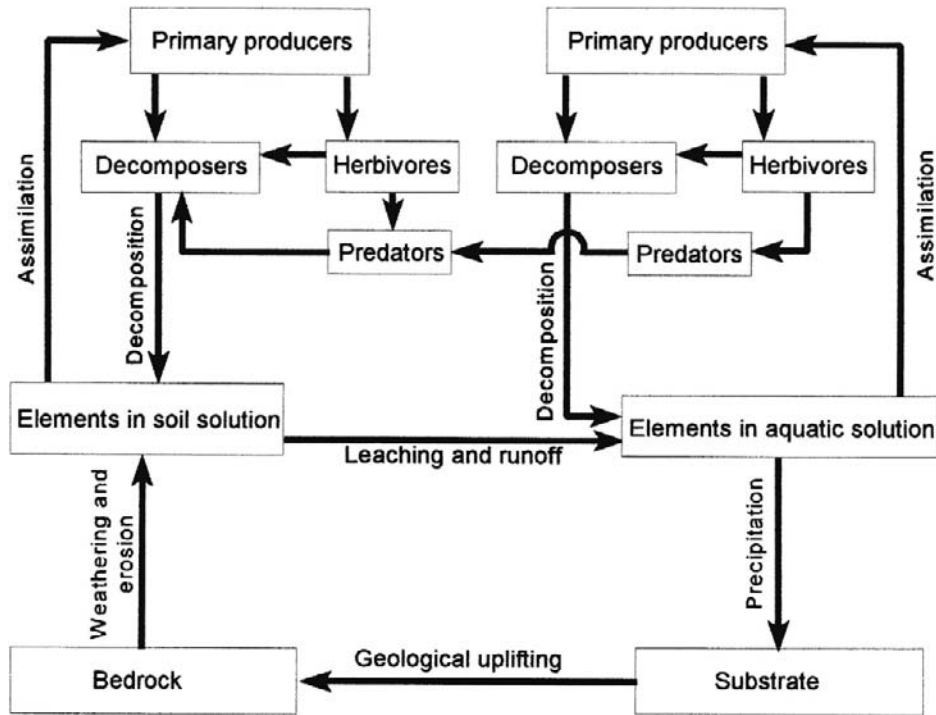 Primary producers
Primary producers
Decomposers
Herbivores
Decomposers
Herbivores
Predators
Predators
Assimilation
Decomposition
Decomposition
Assimilation
Elements in soil solution
Elements in aquatic solution
Leaching and runoff
Weathering and
erosion
Precipitation
Geological uplifting
Bedrock
Substrate